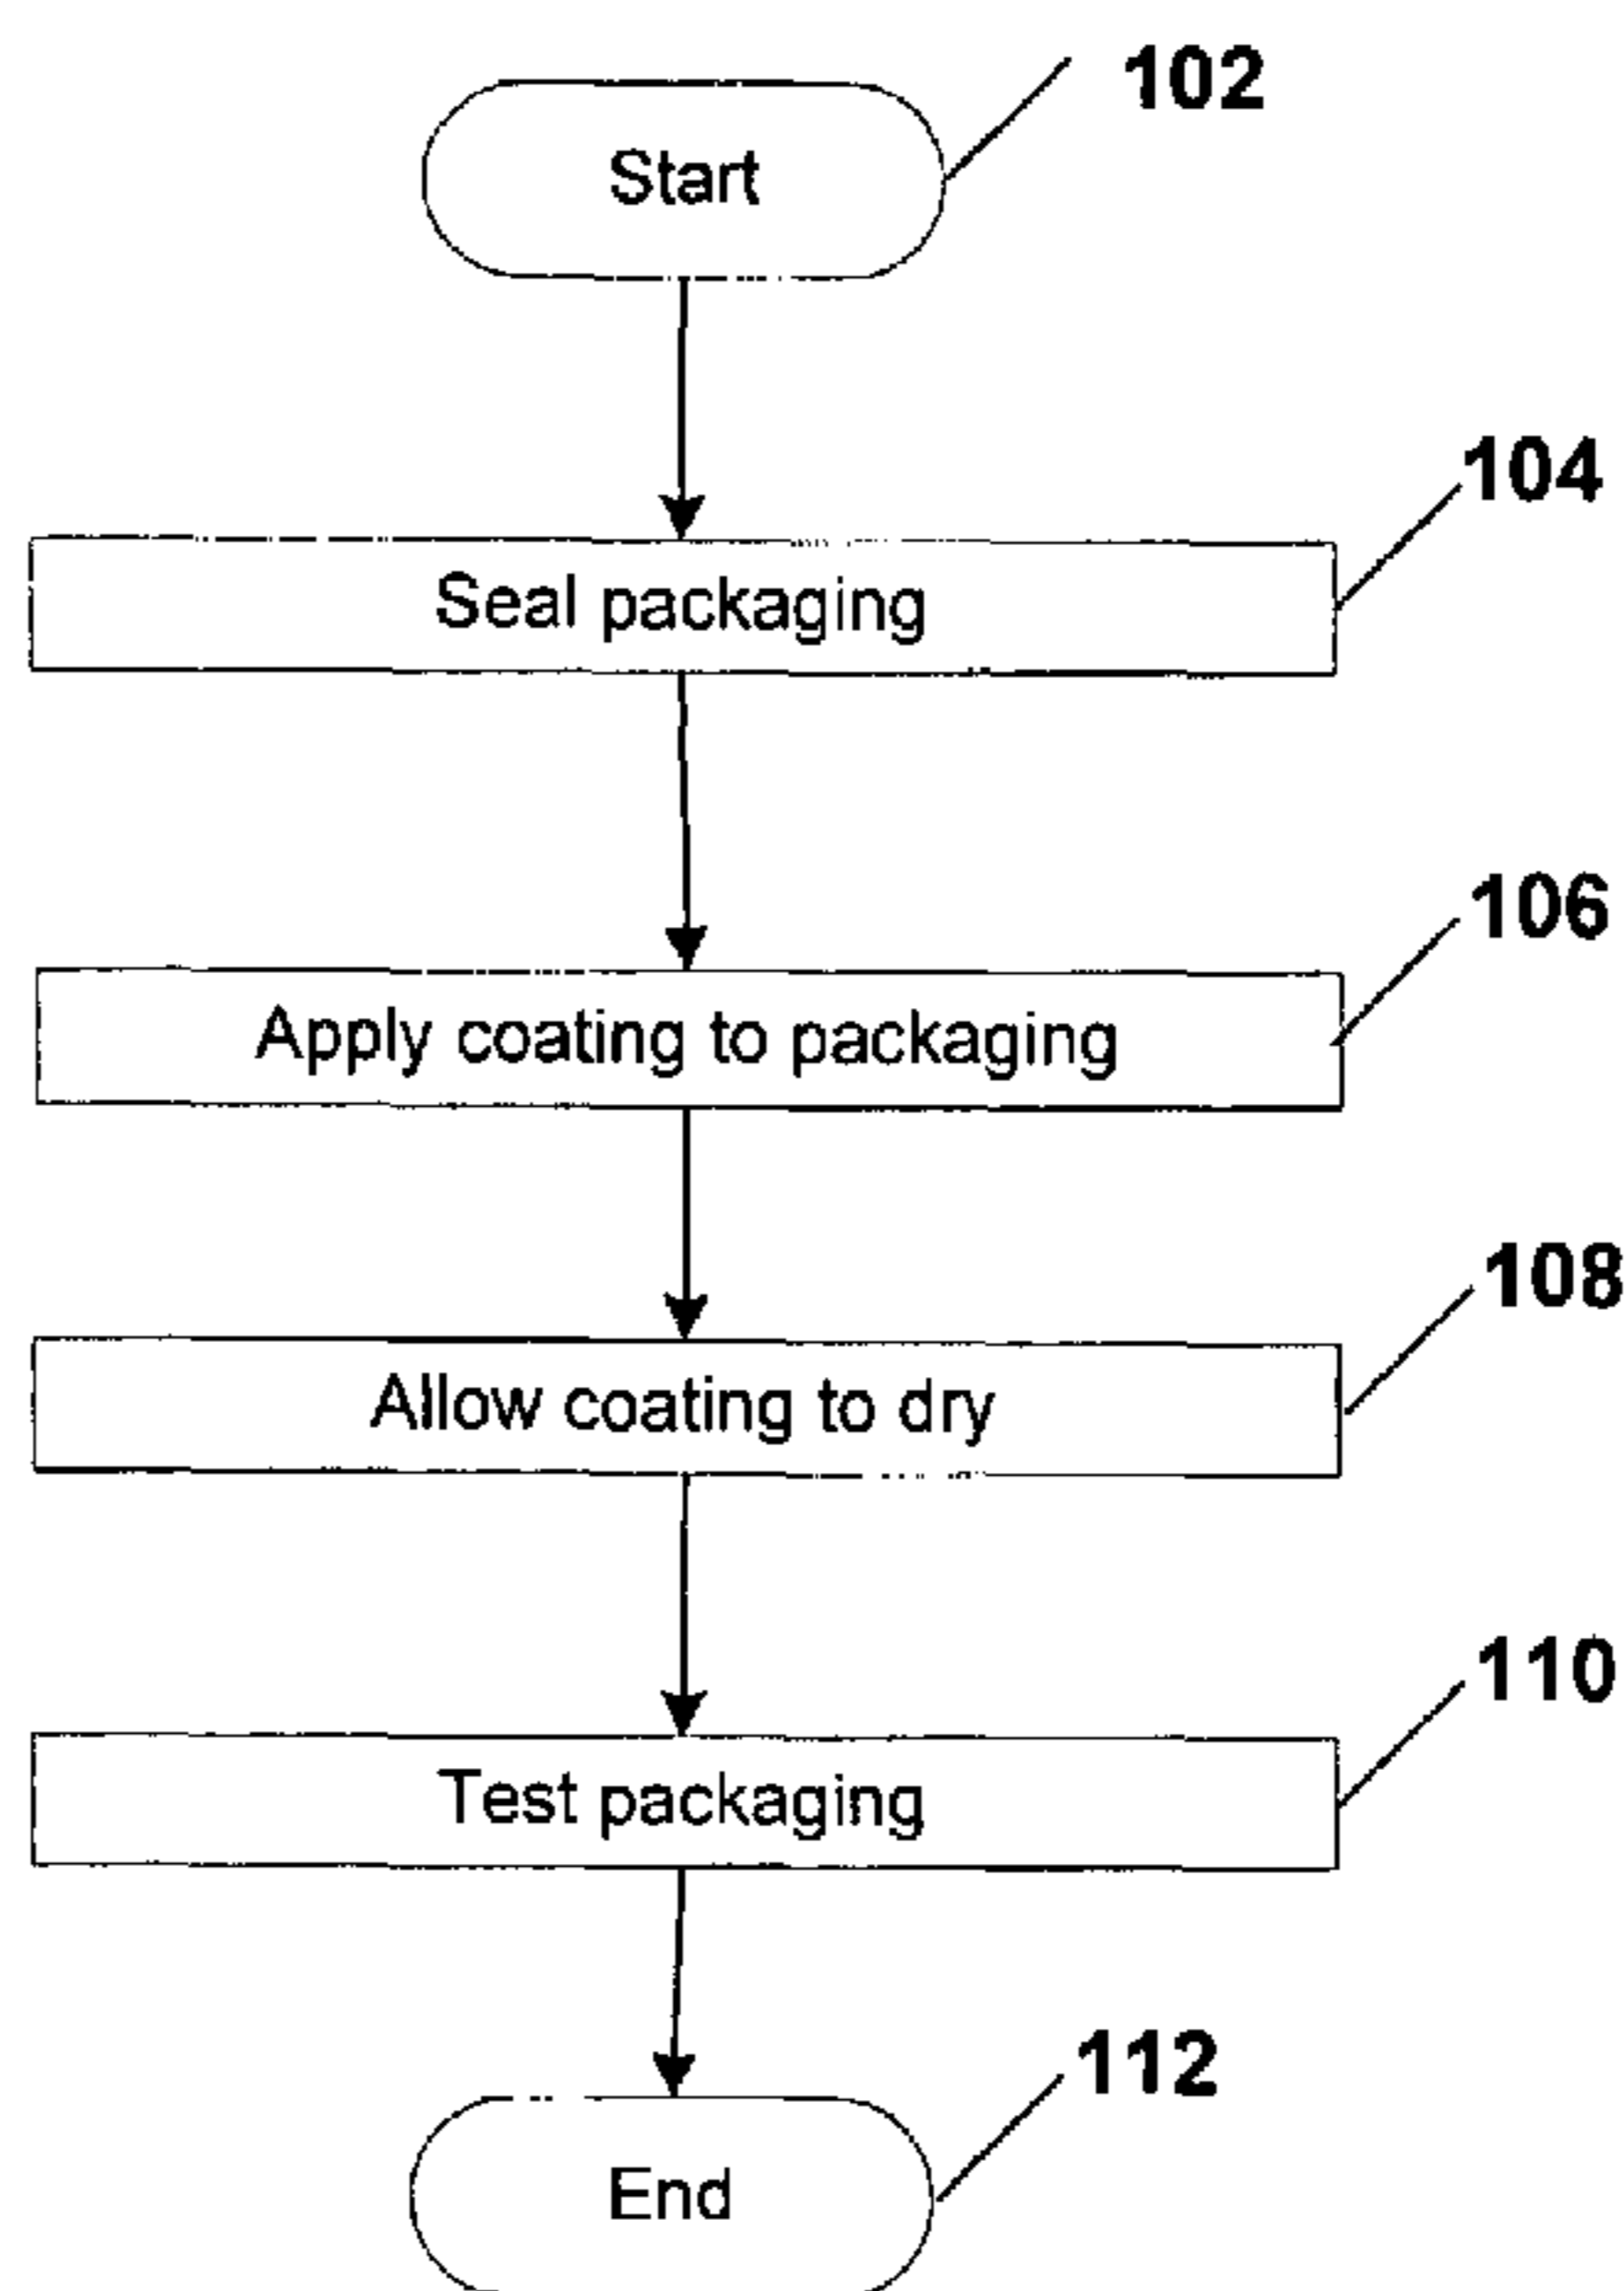 102
Start
104
Seal packaging
106
Apply coating to packaging
108
Allow coating to dry
110
Test packaging
112
End